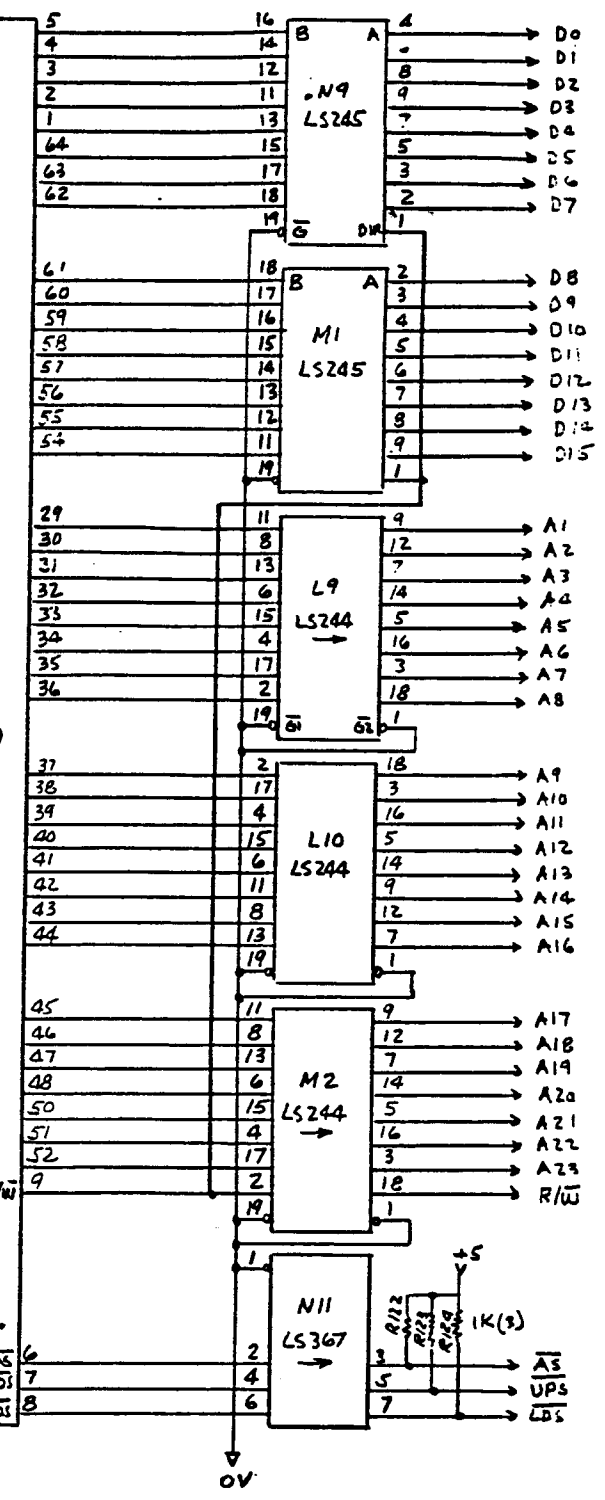 5 16 B A 4 D0
4 14 D1
3 12 8 D2
2 11 N9 9 D3
1 13 LS245 7 D4
64 15 5 D5
63 17 3 D6
62 18 2 D7
19 G̅ DIR 1
61 18 B A 2 D8
60 17 3 D9
59 16 M1 4 D10
58 15 LS245 5 D11
57 14 6 D12
56 13 7 D13
55 12 8 D14
54 11 9 D15
19 1
29 11 9 A1
30 8 12 A2
31 13 7 A3
32 6 L9 14 A4
33 15 LS244 5 A5
34 4 → 16 A6
35 17 3 A7
36 2 18 A8
19 G̅1̅ G̅2̅ 1
37 2 18 A9
38 17 3 A10
39 4 16 A11
40 15 L10 5 A12
41 6 LS244 14 A13
42 11 9 A14
43 8 12 A15
44 13 7 A16
19 1
45 11 9 A17
46 8 12 A18
47 13 7 A19
48 6 M2 14 A20
50 15 LS244 5 A21
51 4 → 16 A22
52 17 3 A23
/W̅ 9 2 18 R/W̅
19 1
1 +5
N11 R122 R123 R124 1K(3)
LS367
→
6 2 3 A̅S̅
7 4 5 U̅P̅S̅
8 6 7 L̅D̅S̅
0V